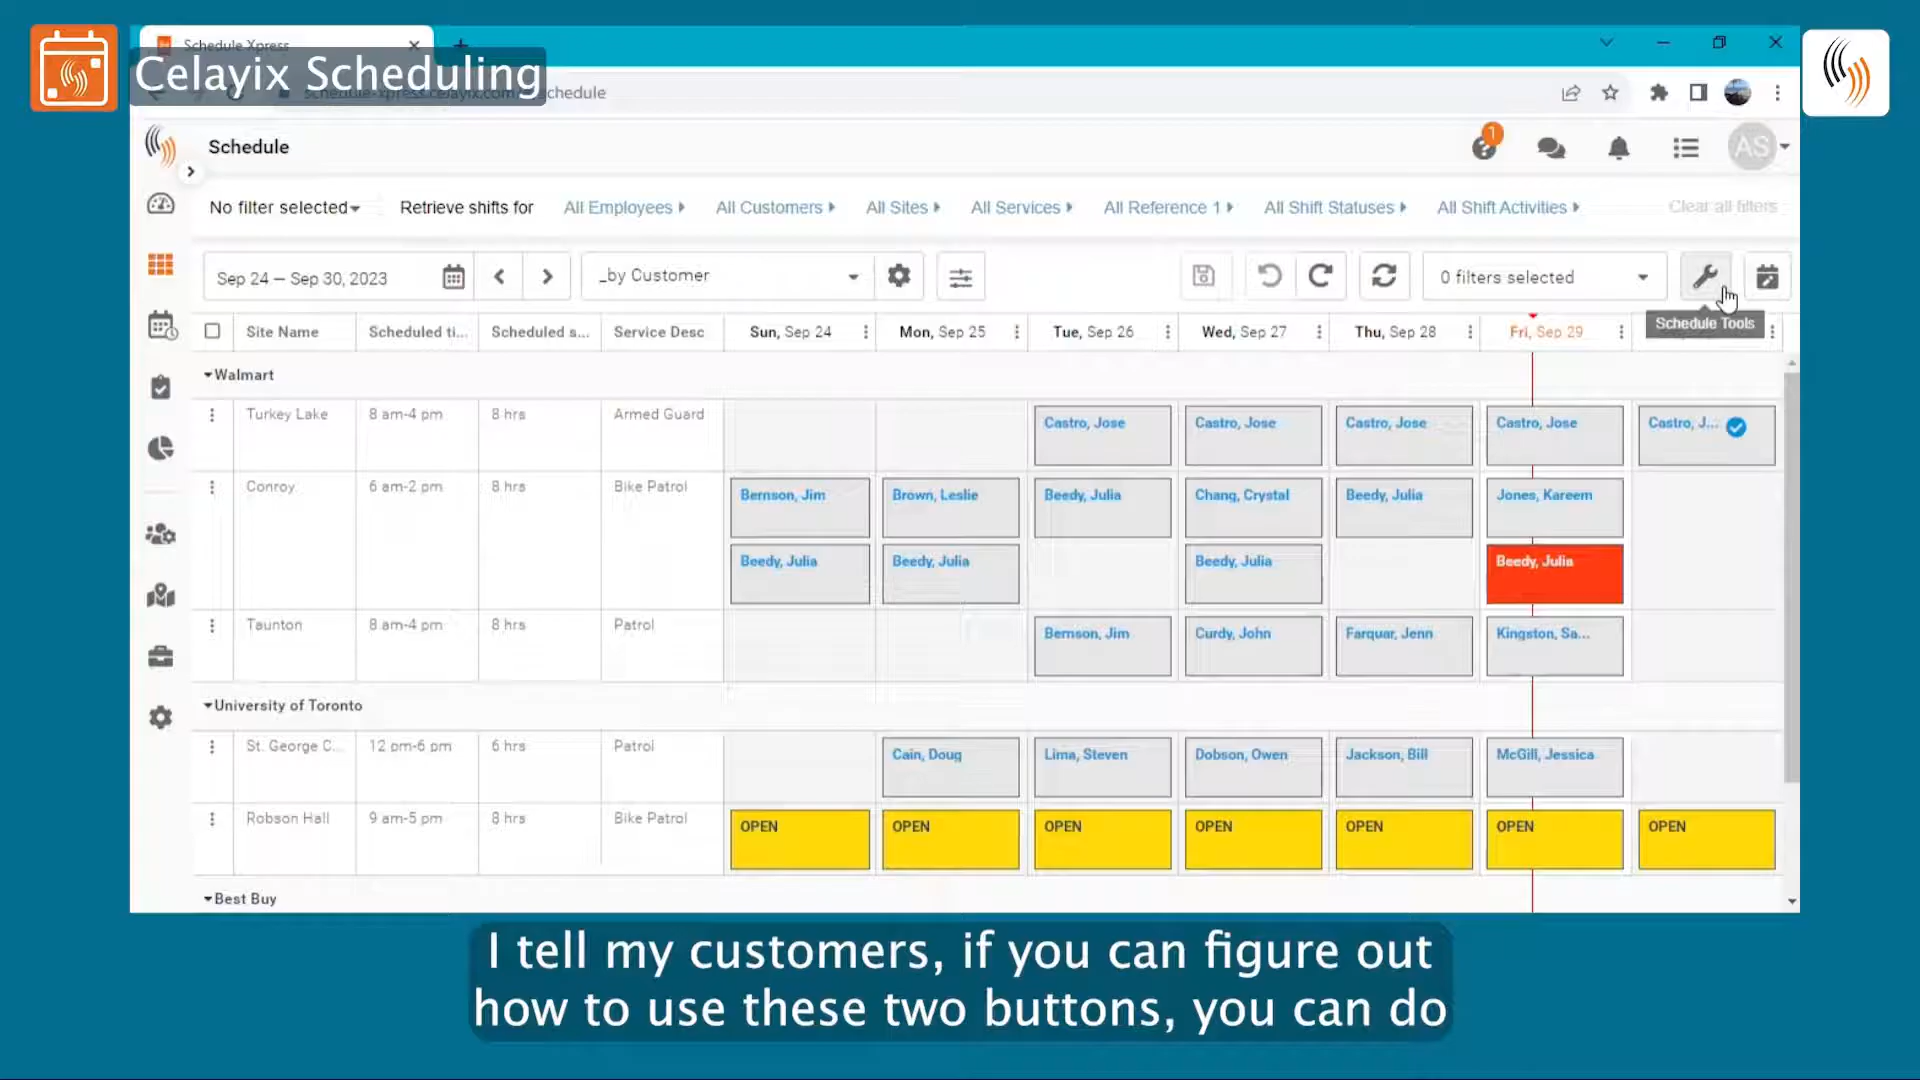 Schedule Xpress
Celayix Scheduling
schedule-xpress.celayix.com/schedule
Schedule
1
AS
No filter selected
Retrieve shifts for
All Employees
All Customers
All Sites
All Services
All Reference 1
All Shift Statuses
All Shift Activities
Clear all filters
Sep 24 – Sep 30, 2023
_by Customer
0 filters selected
Schedule Tools
Site Name
Scheduled ti...
Scheduled s...
Service Desc
Sun, Sep 24
Mon, Sep 25
Tue, Sep 26
Wed, Sep 27
Thu, Sep 28
Fri, Sep 29
Walmart
Turkey Lake
8 am-4 pm
8 hrs
Armed Guard
Castro, Jose
Castro, Jose
Castro, Jose
Castro, Jose
Castro, J...
Conroy
6 am-2 pm
8 hrs
Bike Patrol
Bernson, Jim
Brown, Leslie
Beedy, Julia
Chang, Crystal
Beedy, Julia
Jones, Kareem
Beedy, Julia
Beedy, Julia
Beedy, Julia
Beedy, Julia
Taunton
8 am-4 pm
8 hrs
Patrol
Bernson, Jim
Curdy, John
Farquar, Jenn
Kingston, Sa...
University of Toronto
St. George C...
12 pm-6 pm
6 hrs
Patrol
Cain, Doug
Lima, Steven
Dobson, Owen
Jackson, Bill
McGill, Jessica
Robson Hall
9 am-5 pm
8 hrs
Bike Patrol
OPEN
OPEN
OPEN
OPEN
OPEN
OPEN
OPEN
Best Buy
I tell my customers, if you can figure out
how to use these two buttons, you can do